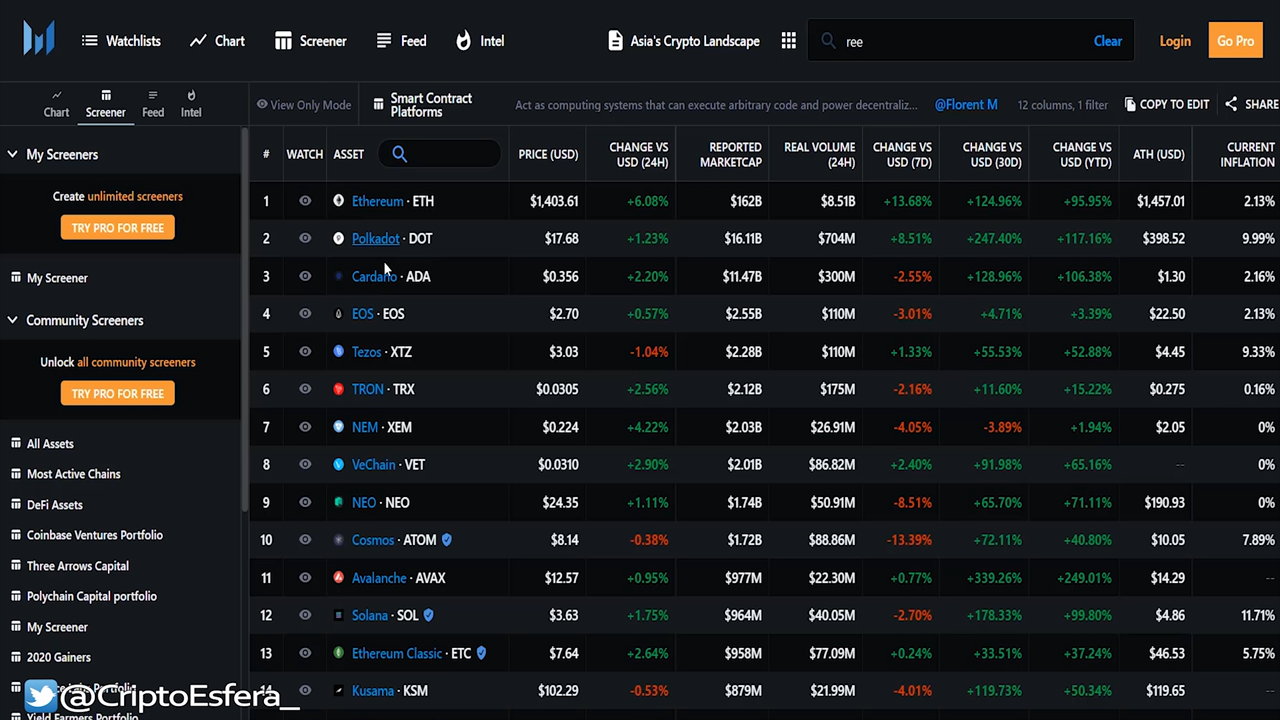 Watchlists Chart Screener Feed Intel Asia's Crypto Landscape ree Clear Login Go Pro
Chart Screener Feed Intel
View Only Mode Smart Contract Platforms Act as computing systems that can execute arbitrary code and power decentraliz... @Florent M 12 columns, 1 filter COPY TO EDIT SHARE
My Screeners
Create unlimited screeners
TRY PRO FOR FREE
My Screener
Community Screeners
Unlock all community screeners
TRY PRO FOR FREE
All Assets
Most Active Chains
DeFi Assets
Coinbase Ventures Portfolio
Three Arrows Capital
Polychain Capital portfolio
My Screener
2020 Gainers
Yield Farmers Portfolio
# WATCH ASSET PRICE (USD) CHANGE VS USD (24H) REPORTED MARKETCAP REAL VOLUME (24H) CHANGE VS USD (7D) CHANGE VS USD (30D) CHANGE VS USD (YTD) ATH (USD) CURRENT INFLATION
1 Ethereum · ETH $1,403.61 +6.08% $162B $8.51B +13.68% +124.96% +95.95% $1,457.01 2.13%
2 Polkadot · DOT $17.68 +1.23% $16.11B $704M +8.51% +247.40% +117.16% $398.52 9.99%
3 Cardano · ADA $0.356 +2.20% $11.47B $300M -2.55% +128.96% +106.38% $1.30 2.16%
4 EOS · EOS $2.70 +0.57% $2.55B $110M -3.01% +4.71% +3.39% $22.50 2.13%
5 Tezos · XTZ $3.03 -1.04% $2.28B $110M +1.33% +55.53% +52.88% $4.45 9.33%
6 TRON · TRX $0.0305 +2.56% $2.12B $175M -2.16% +11.60% +15.22% $0.275 0.16%
7 NEM · XEM $0.224 +4.22% $2.03B $26.91M -4.05% -3.89% +1.94% $2.05 0%
8 VeChain · VET $0.0310 +2.90% $2.01B $86.82M +2.40% +91.98% +65.16% -- 0%
9 NEO · NEO $24.35 +1.11% $1.74B $50.91M -8.51% +65.70% +71.11% $190.93 0%
10 Cosmos · ATOM $8.14 -0.38% $1.72B $88.86M -13.39% +72.11% +40.80% $10.05 7.89%
11 Avalanche · AVAX $12.57 +0.95% $977M $22.30M +0.77% +339.26% +249.01% $14.29 --
12 Solana · SOL $3.63 +1.75% $964M $40.05M -2.70% +178.33% +99.80% $4.86 11.71%
13 Ethereum Classic · ETC $7.64 +2.64% $958M $77.09M +0.24% +33.51% +37.24% $46.53 5.75%
14 Kusama · KSM $102.29 -0.53% $879M $21.99M -4.01% +119.73% +50.34% $119.65 --
@CriptoEsfera_